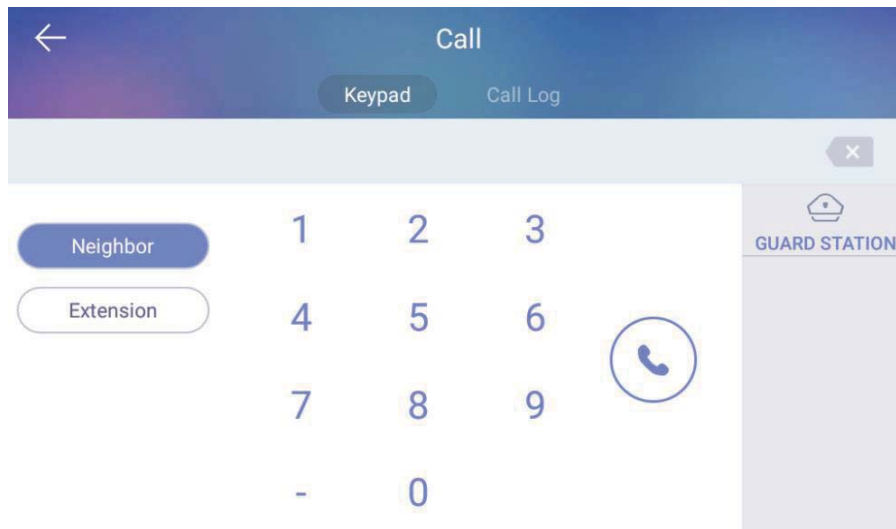 Call
Keypad Call Log
Neighbor
Extension
1 2 3
4 5 6
7 8 9
- 0
GUARD STATION